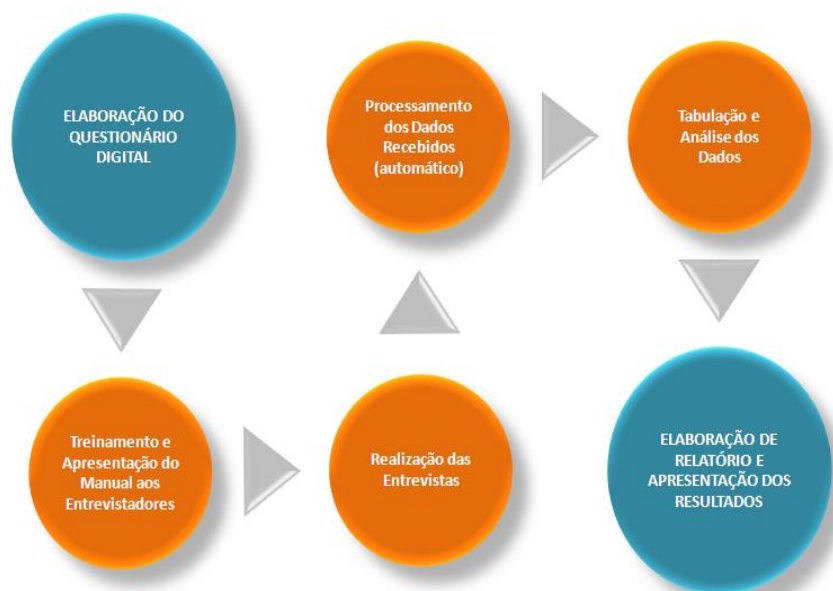 ELABORAÇÃO DO
QUESTIONÁRIO
DIGITAL
Treinamento e
Apresentação do
Manual aos
Entrevistadores
Realização das
Entrevistas
Processamento
dos Dados
Recebidos
(automático)
Tabulação e
Análise dos
Dados
ELABORAÇÃO DE
RELATÓRIO E
APRESENTAÇÃO DOS
RESULTADOS